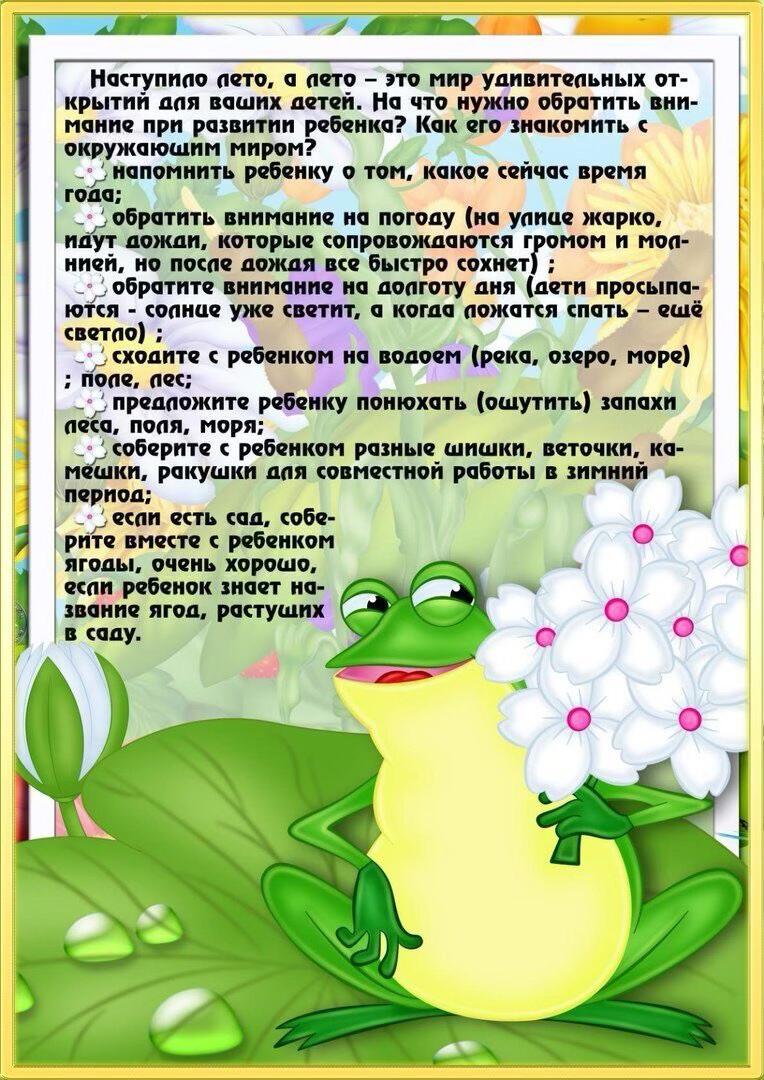 Наступило лето, а лето – это мир удивительных от-
крытий для ваших детей. На что нужно обратить вни-
мание при развитии ребенка? Как его знакомить с
окружающим миром?
напомнить ребенку о том, какое сейчас время
года;
обратить внимание на погоду (на улице жарко,
идут дожди, которые сопровождаются громом и мол-
нией, но после дождя все быстро сохнет) ;
обратите внимание на долготу дня (дети просыпа-
ются - солнце уже светит, а когда ложатся спать – ещё
светло) ;
сходите с ребенком на водоем (река, озеро, море)
; поле, лес;
предложите ребенку понюхать (ощутить) запахи
леса, поля, моря;
соберите с ребенком разные шишки, веточки, ка-
мешки, ракушки для совместной работы в зимний
период;
если есть сад, собе-
рите вместе с ребенком
ягоды, очень хорошо,
если ребенок знает на-
звание ягод, растущих
в саду.